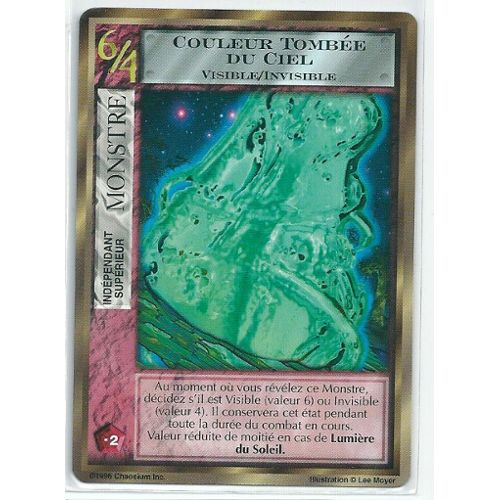 6/4
COULEUR TOMBÉE
DU CIEL
VISIBLE/INVISIBLE
MONSTRE
INDÉPENDANT
SUPÉRIEUR
Au moment où vous révélez ce Monstre,
décidez s'il est Visible (valeur 6) ou Invisible
(valeur 4). Il conservera cet état pendant
toute la durée du combat en cours.
Valeur réduite de moitié en cas de Lumière
du Soleil.
-2
©1996 Chaosium Inc.
Illustration © Lee Moyer